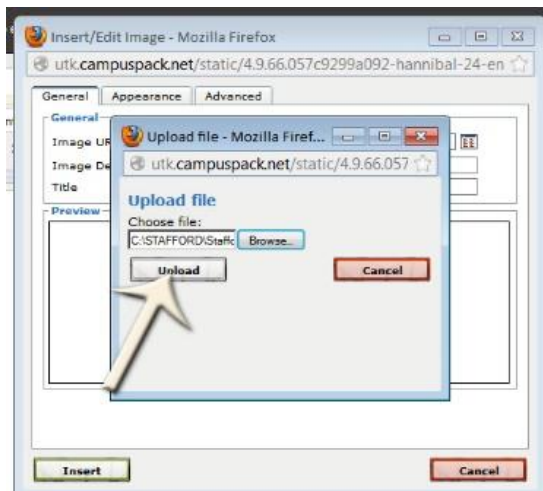 Insert/Edit Image - Mozilla Firefox
utk.campuspack.net/static/4.9.66.057c9299a092-hannibal-24-en
General Appearance Advanced
General
Image UR
Image De
Title
Preview
Upload file - Mozilla Firef...
utk.campuspack.net/static/4.9.66.057
Upload file
Choose file:
C:\STAFFORD\Staffc Browse...
Upload Cancel
Insert Cancel